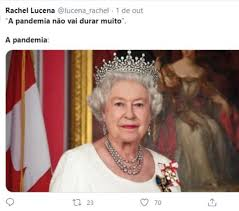 Rachel Lucena @lucena_rachel · 1 de out
"A pandemia não vai durar muito".
A pandemia:
23
70